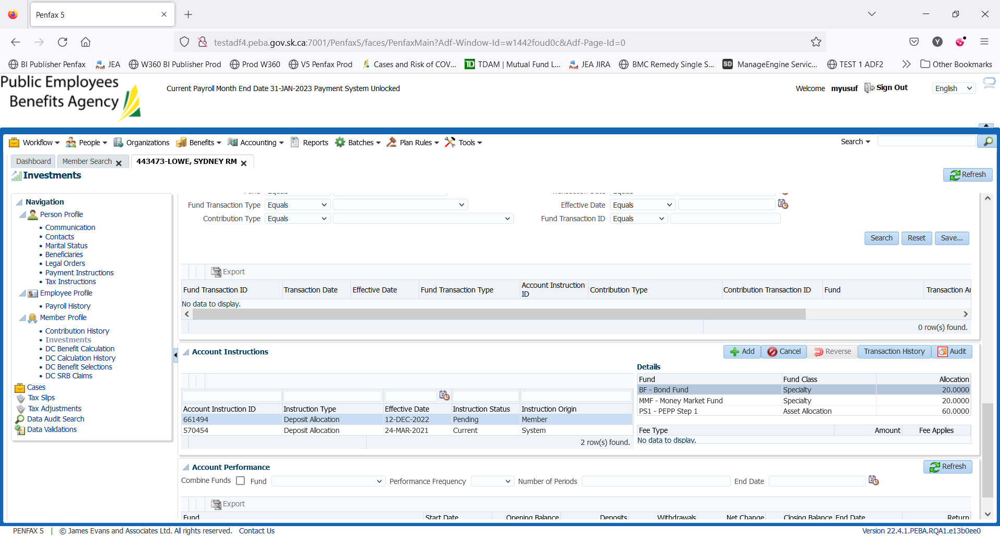 Penfax 5
testadf4.peba.gov.sk.ca:7001/Penfax5/faces/PenfaxMain?Adf-Window-Id=w1442foud0c&Adf-Page-Id=0
Y
BI Publisher Penfax JEA W360 BI Publisher Prod Prod W360 V5 Penfax Prod Cases and Risk of COV... TDAM | Mutual Fund L... JEA JIRA BMC Remedy Single S... ManageEngine Servic... TEST 1 ADF2 Other Bookmarks
Public Employees
Benefits Agency
Current Payroll Month End Date 31-JAN-2023 Payment System Unlocked
Welcome myusuf Sign Out English
Workflow People Organizations Benefits Accounting Reports Batches Plan Rules Tools Search
Dashboard Member Search 443473-LOWE, SYDNEY RM
Investments Refresh
Navigation
Person Profile
Communication
Contacts
Marital Status
Beneficiaries
Legal Orders
Payment Instructions
Tax Instructions
Employee Profile
Payroll History
Member Profile
Contribution History
Investments
DC Benefit Calculation
DC Calculation History
DC Benefit Selections
DC SRB Claims
Cases
Tax Slips
Tax Adjustments
Data Audit Search
Data Validations
Fund Transaction Type Equals Effective Date Equals
Contribution Type Equals Fund Transaction ID Equals
Search Reset Save...
Export
Fund Transaction ID Transaction Date Effective Date Fund Transaction Type Account Instruction ID Contribution Type Contribution Transaction ID Fund Transaction Ar
No data to display.
0 row(s) found.
Account Instructions Add Cancel Reverse Transaction History Audit
Account Instruction ID Instruction Type Effective Date Instruction Status Instruction Origin
661494 Deposit Allocation 12-DEC-2022 Pending Member
570454 Deposit Allocation 24-MAR-2021 Current System
2 row(s) found.
Details
Fund Fund Class Allocation
BF - Bond Fund Specialty 20.0000
MMF - Money Market Fund Specialty 20.0000
PS1 - PEPP Step 1 Asset Allocation 60.0000
Fee Type Amount Fee Applies
No data to display.
Account Performance Refresh
Combine Funds Fund Performance Frequency Number of Periods End Date
Export
Fund Start Date Opening Balance Deposits Withdrawals Net Change Closing Balance End Date Return
PENFAX 5 | © James Evans and Associates Ltd. All rights reserved. Contact Us
Version 22.4.1.PEBA.RQA1.e13b0ee0